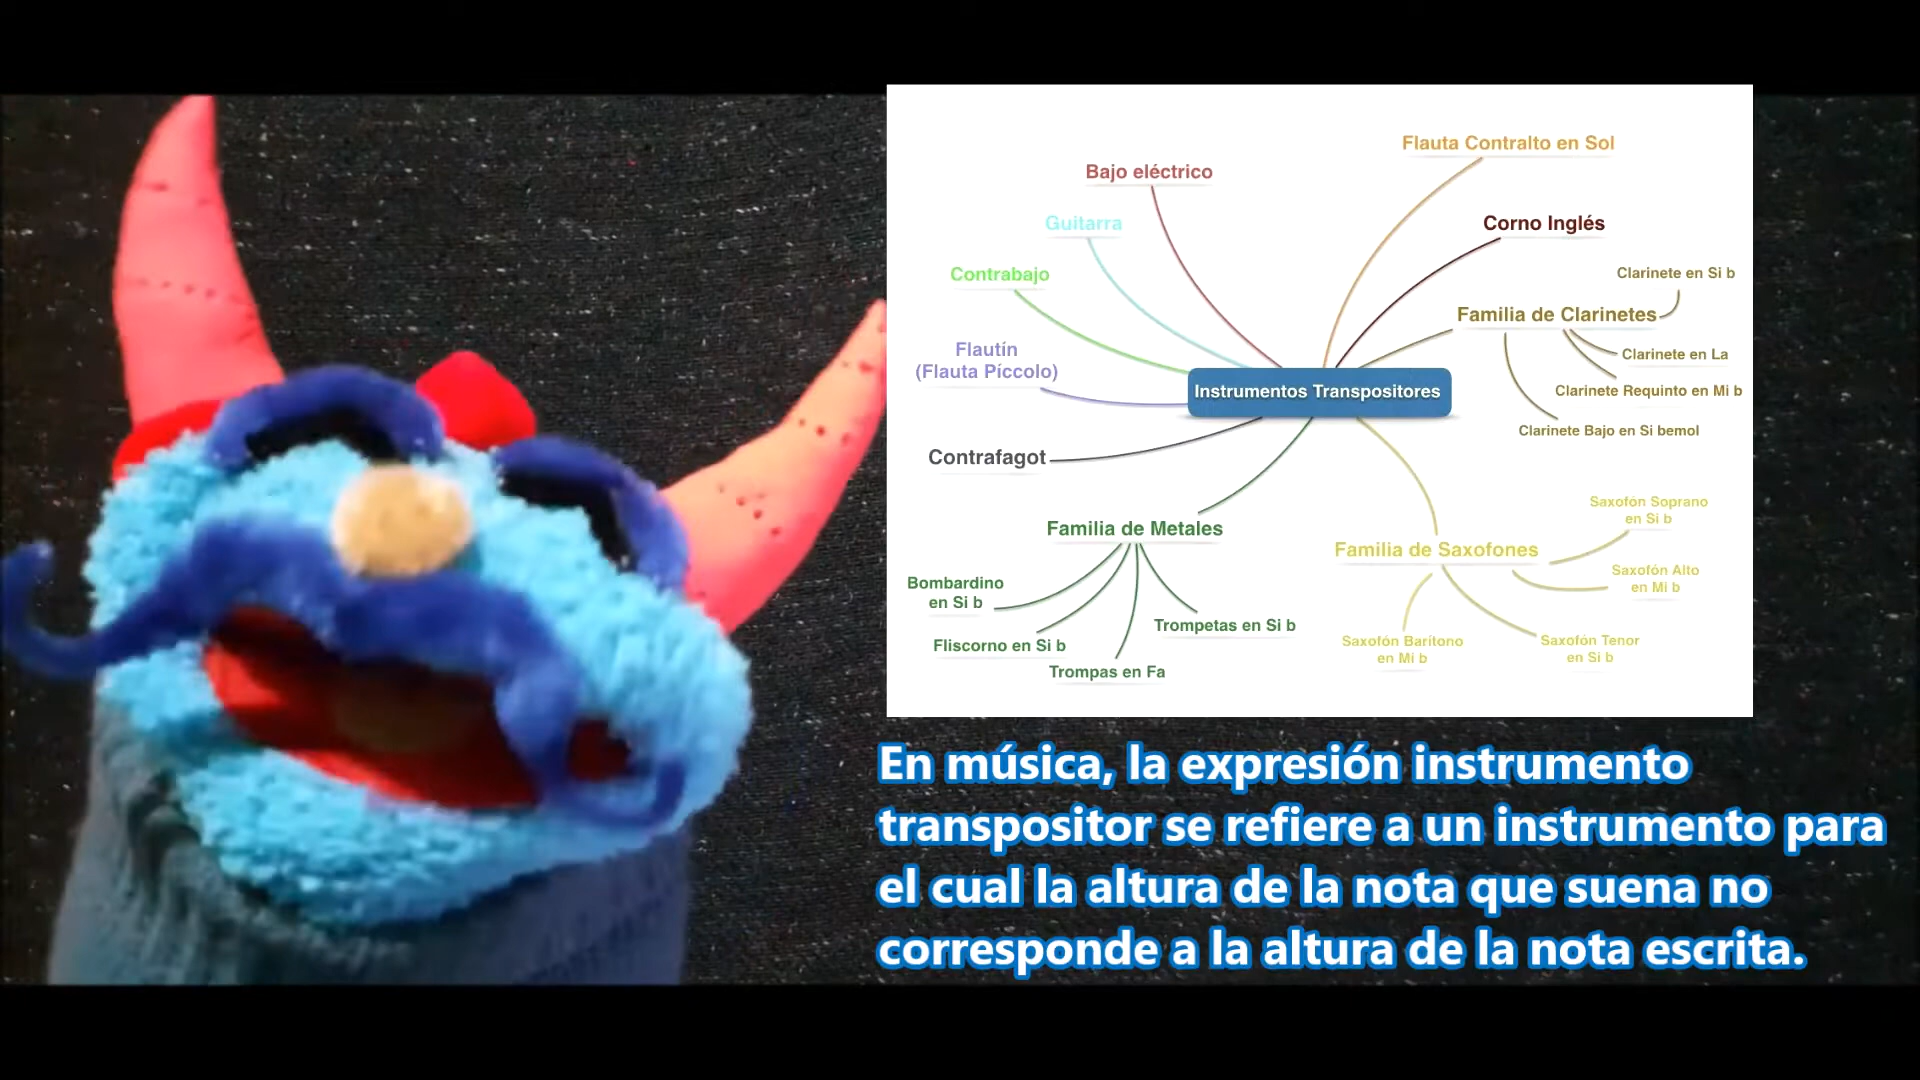 Flauta Contralto en Sol
Bajo eléctrico
Guitarra
Corno Inglés
Contrabajo
Clarinete en Si b
Familia de Clarinetes
Flautín
(Flauta Píccolo)
Clarinete en La
Clarinete Requinto en Mi b
Instrumentos Transpositores
Clarinete Bajo en Si bemol
Contrafagot
Familia de Metales
Saxofón Soprano
en Si b
Familia de Saxofones
Saxofón Alto
en Mi b
Bombardino
en Si b
Trompetas en Si b
Fliscorno en Si b
Trompas en Fa
Saxofón Barítono
en Mi b
Saxofón Tenor
en Si b
En música, la expresión instrumento
transpositor se refiere a un instrumento para
el cual la altura de la nota que suena no
corresponde a la altura de la nota escrita.